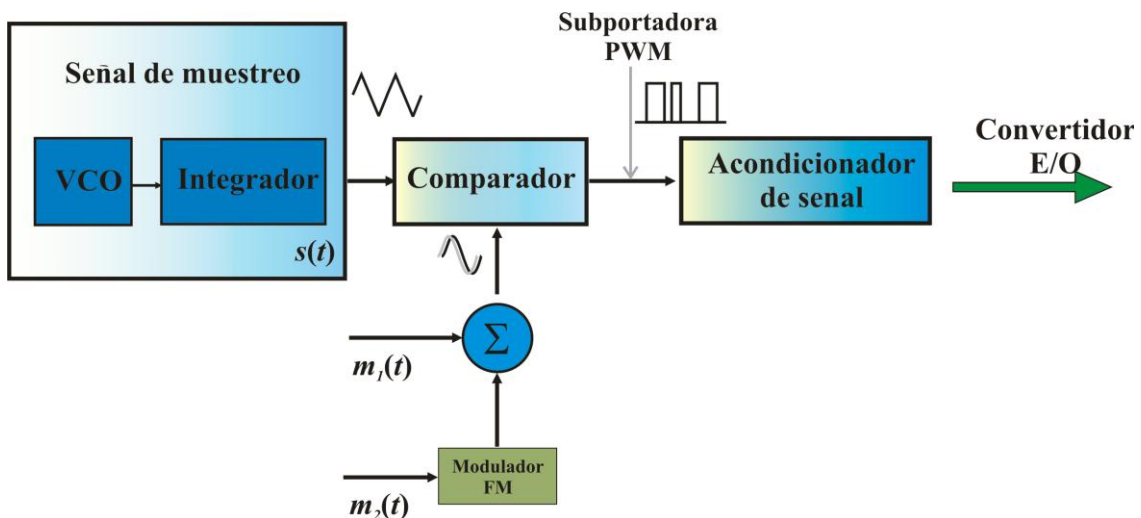 Señal de muestreo
VCO
Integrador
s(t)
Comparador
Subportadora
PWM
Acondicionador
de senal
Convertidor
E/O
Σ
m₁(t)
Modulador
FM
m₂(t)